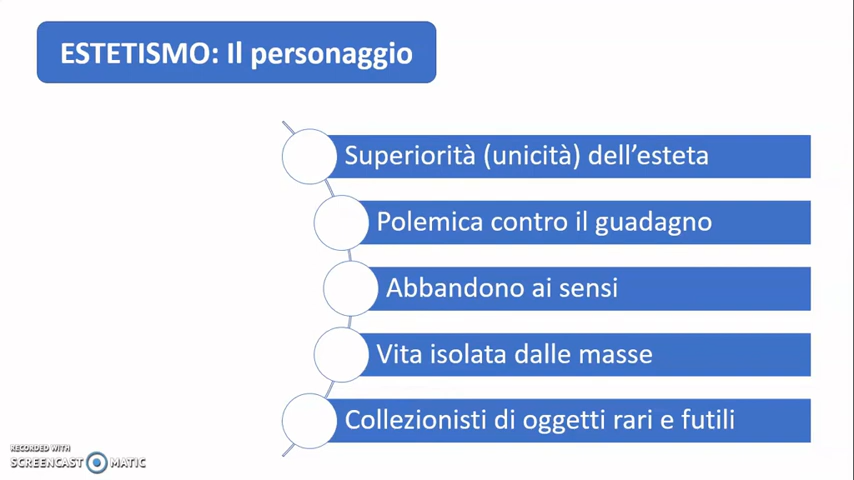 ESTETISMO: Il personaggio
Superiorità (unicità) dell’esteta
Polemica contro il guadagno
Abbandono ai sensi
Vita isolata dalle masse
Collezionisti di oggetti rari e futili
RECORDED WITH
SCREENCAST MATIC